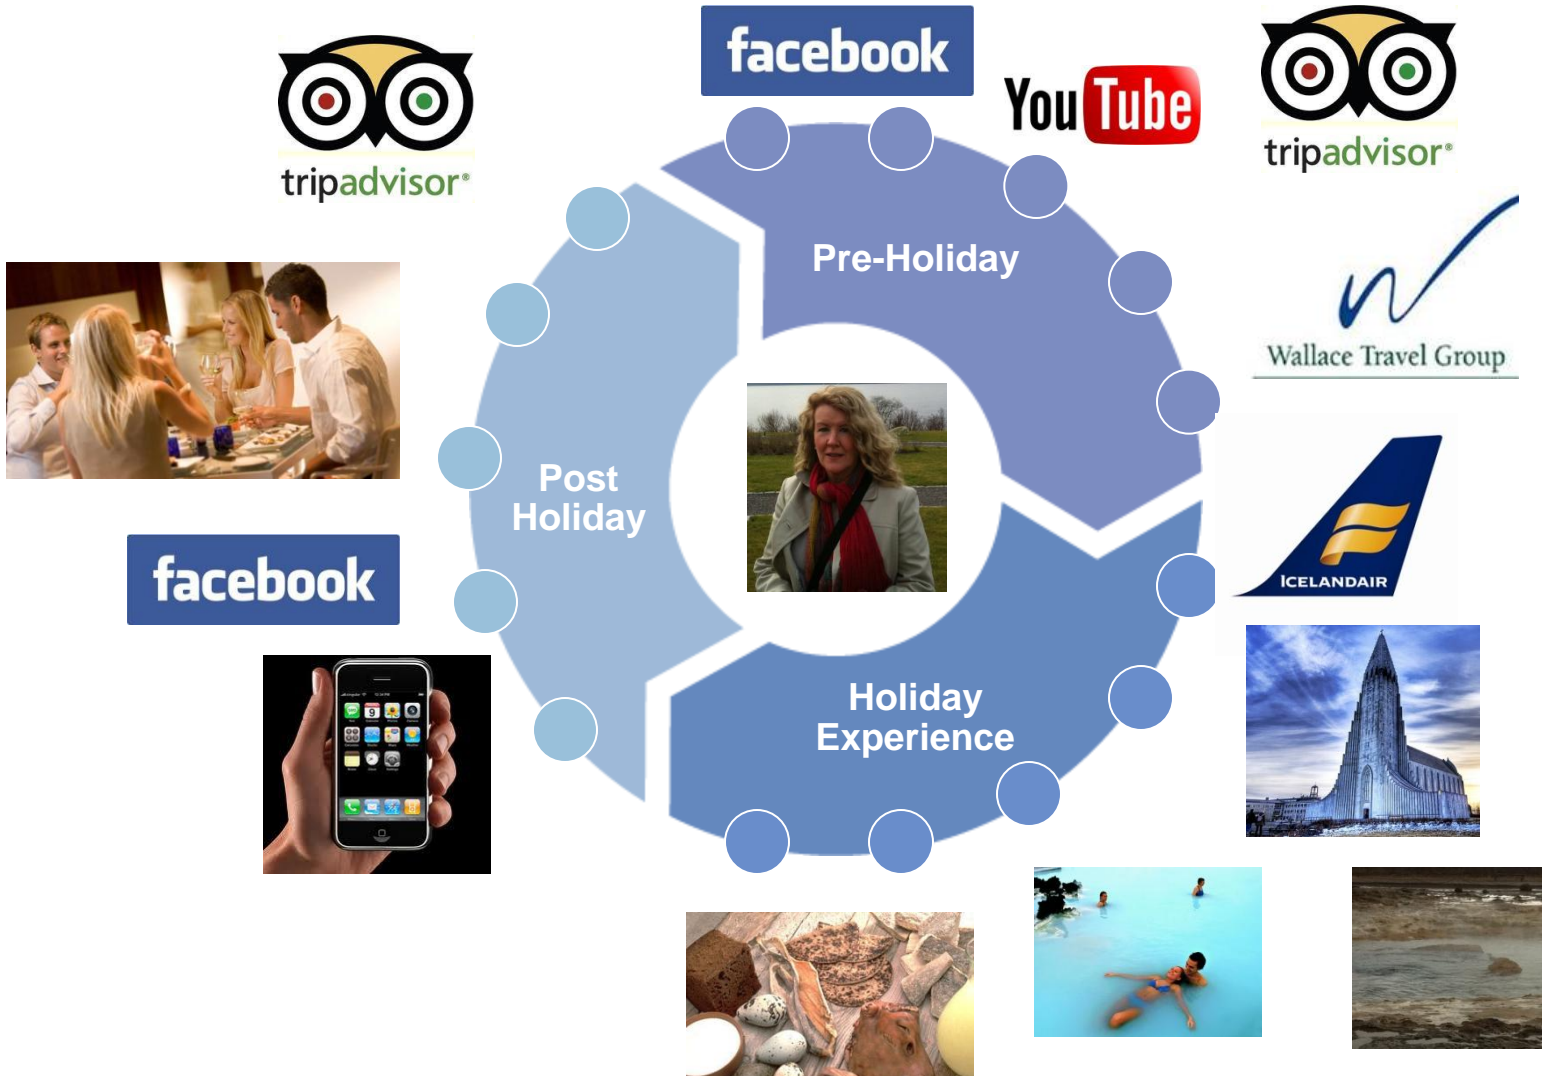 facebook
YouTube
tripadvisor®
tripadvisor®
Pre-Holiday
Wallace Travel Group
Post
Holiday
facebook
ICELANDAIR
Holiday
Experience